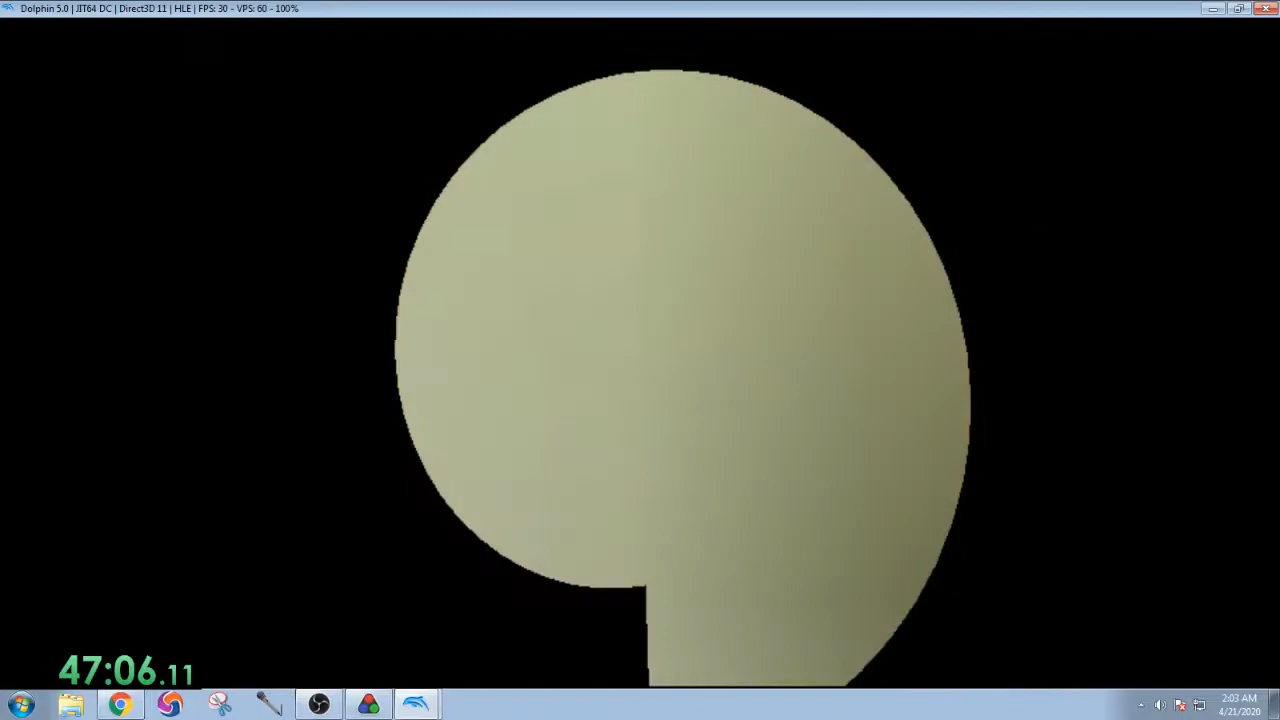 Dolphin 5.0 | JIT64 DC | Direct3D 11 | HLE | FPS: 30 - VPS: 60 - 100%
47:06.11
2:03 AM
4/21/2020